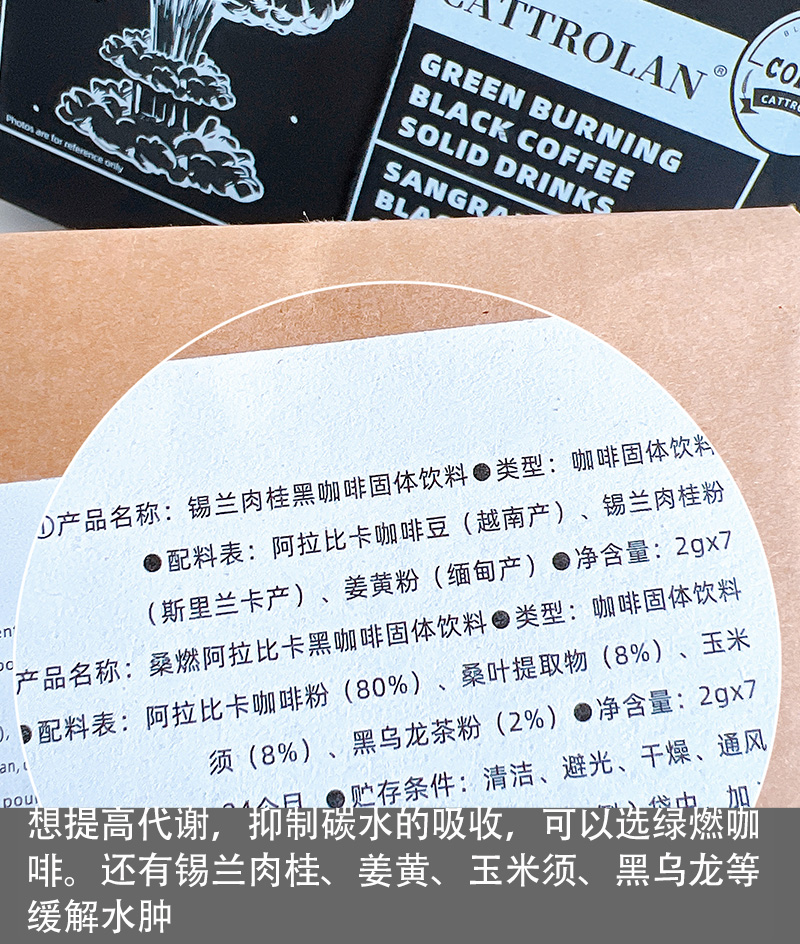 CATTROLAN®
GREEN BURNING
BLACK COFFEE
SOLID DRINKS
Photos are for reference only
①产品名称：锡兰肉桂黑咖啡固体饮料●类型：咖啡固体饮料
●配料表：阿拉比卡咖啡豆（越南产）、锡兰肉桂粉
（斯里兰卡产）、姜黄粉（缅甸产）●净含量：2gx7
产品名称：桑燃阿拉比卡黑咖啡固体饮料●类型：咖啡固体饮料
●配料表：阿拉比卡咖啡粉（80%）、桑叶提取物（8%）、玉米
须（8%）、黑乌龙茶粉（2%）●净含量：2gx7
24个月 ●贮存条件：清洁、避光、干燥、通风
袋中，加
想提高代谢，抑制碳水的吸收，可以选绿燃咖
啡。还有锡兰肉桂、姜黄、玉米须、黑乌龙等
缓解水肿